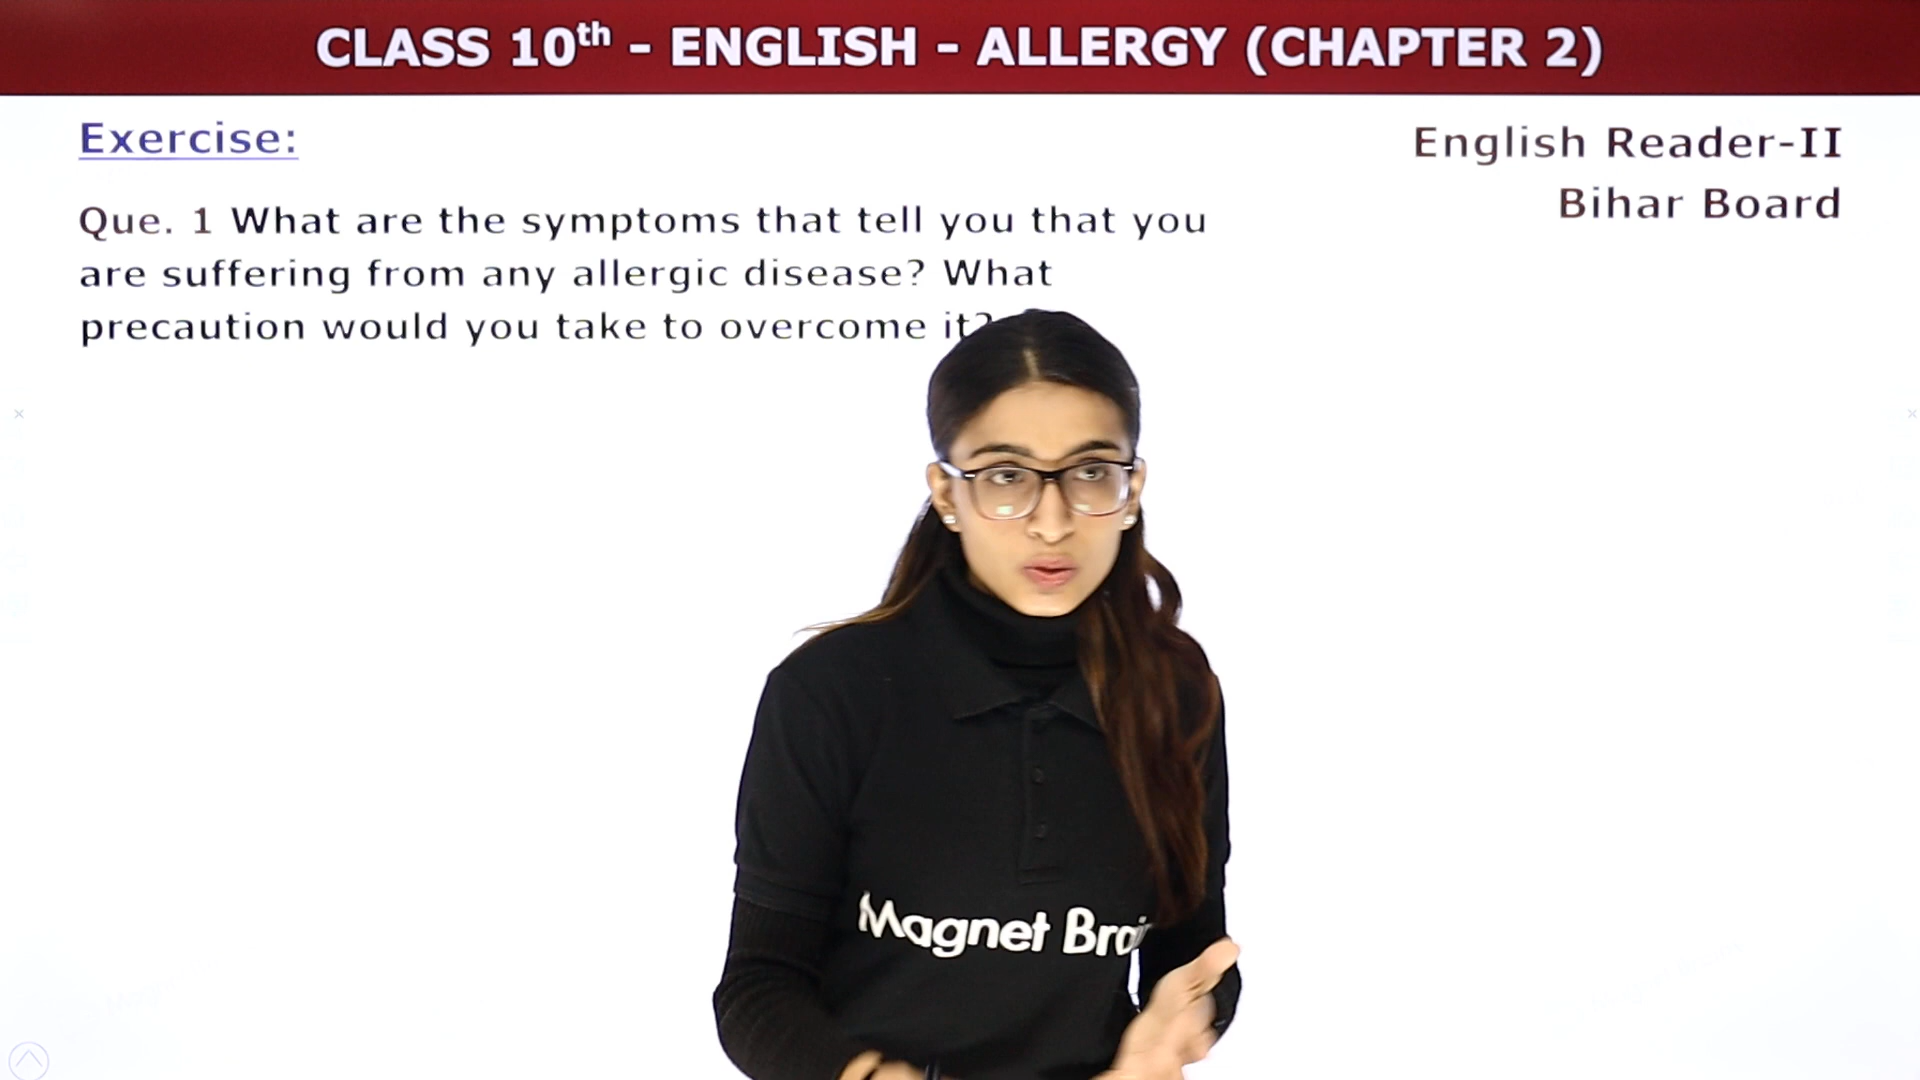 CLASS 10th - ENGLISH - ALLERGY (CHAPTER 2)
Exercise:
English Reader-II
Bihar Board
Que. 1 What are the symptoms that tell you that you
are suffering from any allergic disease? What
precaution would you take to overcome it?
Magnet Brai